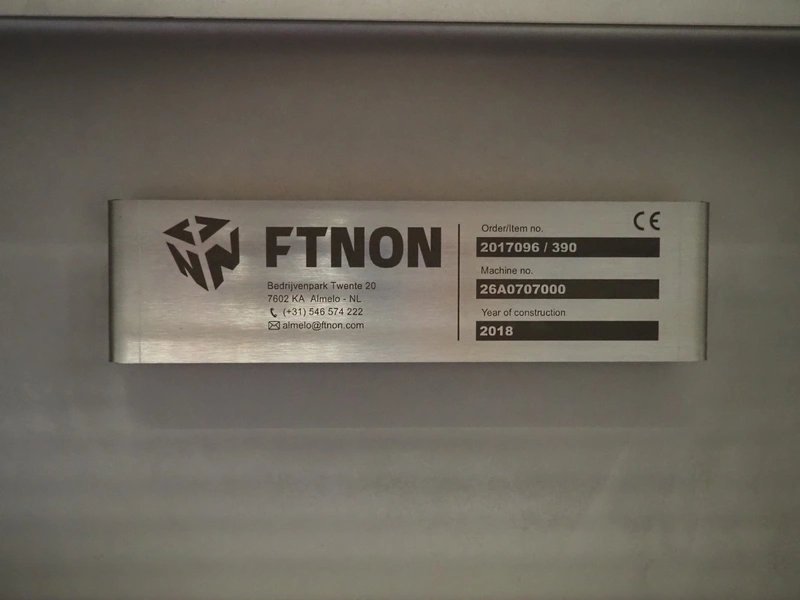 FTNON
Bedrijvenpark Twente 20
7602 KA Almelo - NL
(+31) 546 574 222
almelo@ftnon.com
CE
Order/Item no.
2017096 / 390
Machine no.
26A0707000
Year of construction
2018